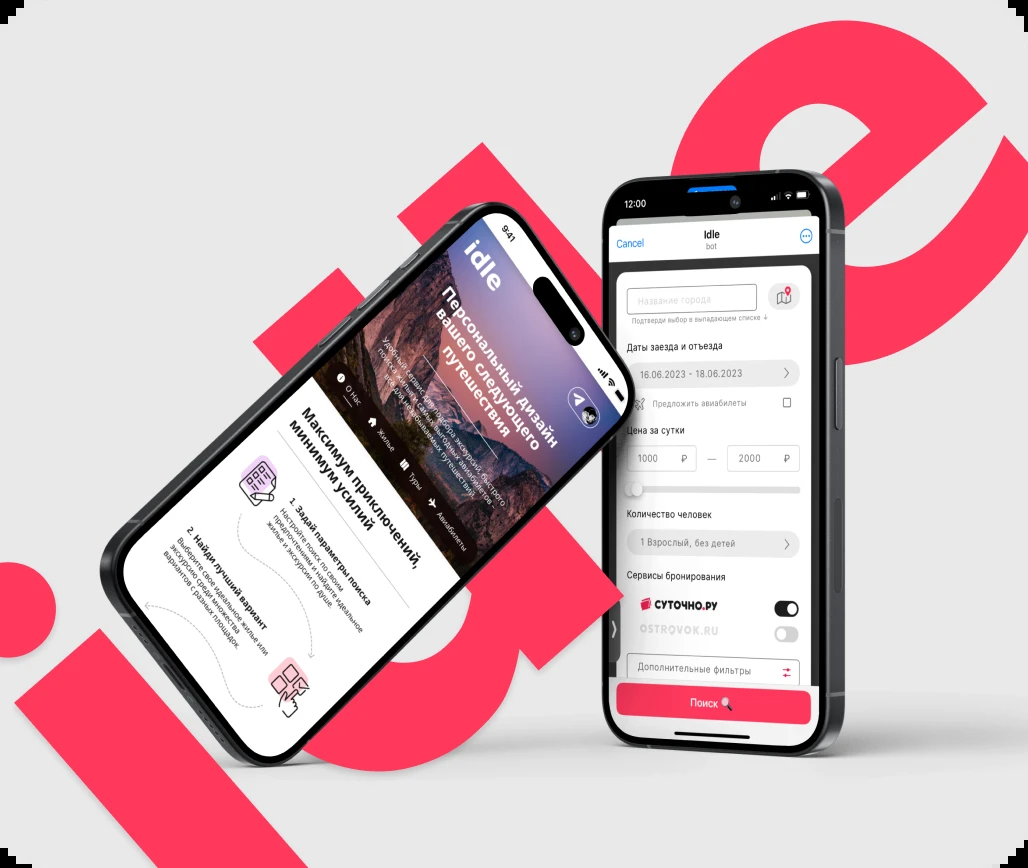 idle
9:41
idle
Персональный дизайн
вашего следующего
путешествия
Удобный сервис для подбора экскурсий, быстрого
поиска жилья и самых выгодных авиабилетов -
все для незабываемых путешествий.
О Нас
Жилье
Туры
Авиабилеты
Максимум приключений,
минимум усилий
1. Задай параметры поиска
Настройте поиск по своим
предпочтениям и найдите идеальное
жилье и экскурсии по душе.
2. Найди лучший вариант
Выберите свое идеальное жилье или
экскурсию среди множества
вариантов с разных площадок.
12:00
Cancel
Idle
bot
Название города
Подтверди выбор в выпадающем списке ↓
Даты заезда и отъезда
16.06.2023 - 18.06.2023
Предложить авиабилеты
Цена за сутки
1000 ₽ — 2000 ₽
Количество человек
1 Взрослый, без детей
Сервисы бронирования
СУТОЧНО.РУ
OSTROVOK.RU
Дополнительные фильтры
Поиск